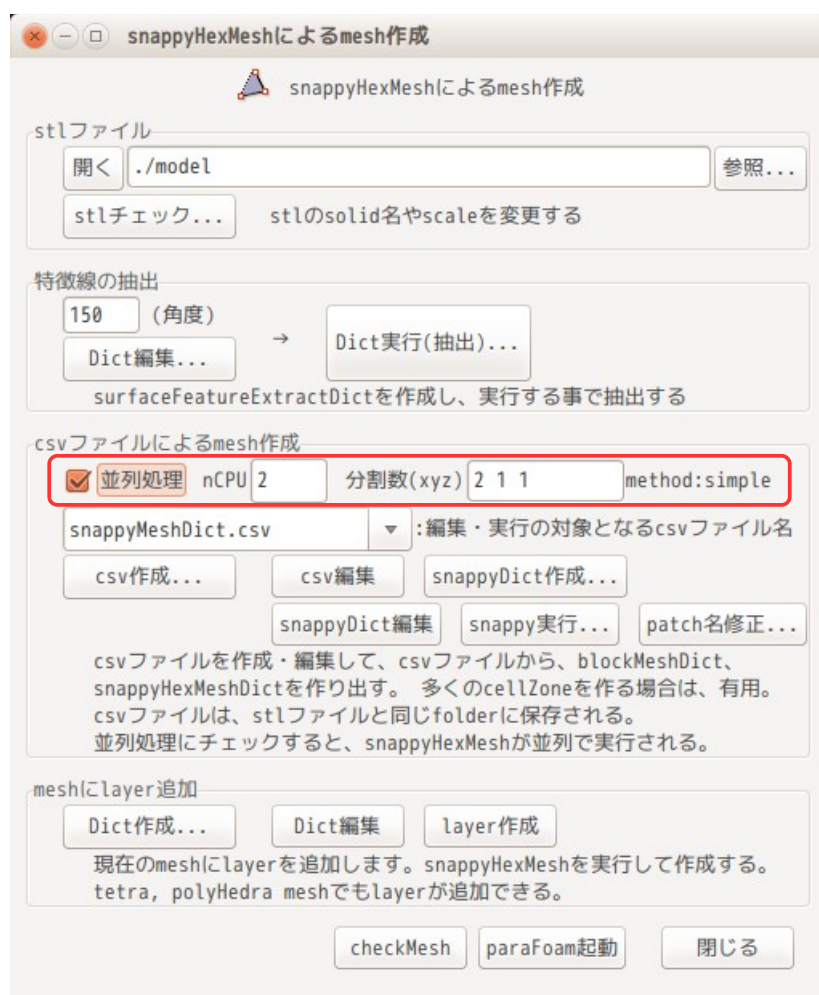 snappyHexMeshによるmesh作成
snappyHexMeshによるmesh作成
stlファイル
開く ./model 参照...
stlチェック... stlのsolid名やscaleを変更する
特徴線の抽出
150 (角度)
Dict編集... → Dict実行(抽出)...
surfaceFeatureExtractDictを作成し、実行する事で抽出する
csvファイルによるmesh作成
並列処理 nCPU 2 分割数(xyz) 2 1 1 method:simple
snappyMeshDict.csv :編集・実行の対象となるcsvファイル名
csv作成... csv編集 snappyDict作成...
snappyDict編集 snappy実行... patch名修正...
csvファイルを作成・編集して、csvファイルから、blockMeshDict、
snappyHexMeshDictを作り出す。 多くのcellZoneを作る場合は、有用。
csvファイルは、stlファイルと同じfolderに保存される。
並列処理にチェックすると、snappyHexMeshが並列で実行される。
meshにlayer追加
Dict作成... Dict編集 layer作成
現在のmeshにlayerを追加します。snappyHexMeshを実行して作成する。
tetra, polyHedra meshでもlayerが追加できる。
checkMesh paraFoam起動 閉じる